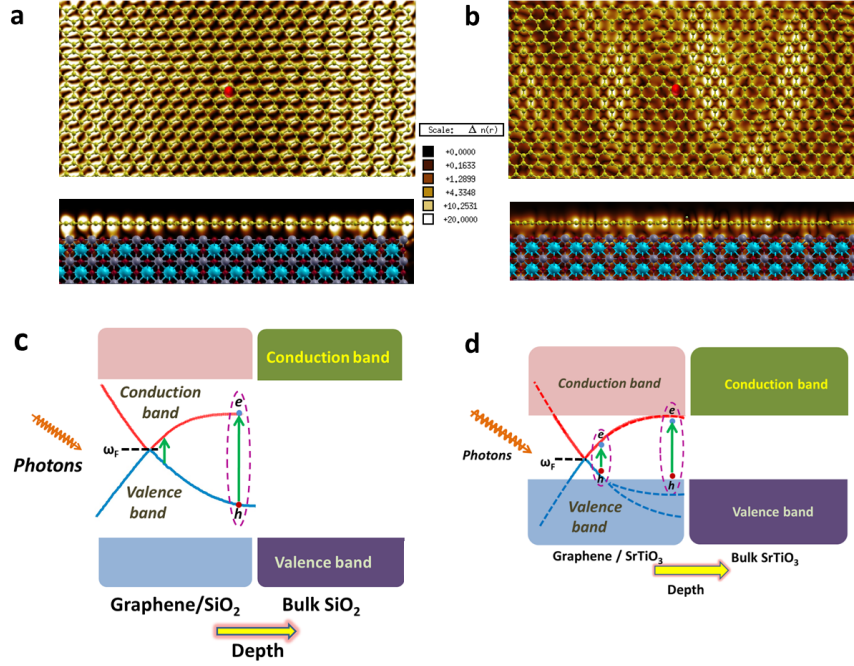 a
b
Scale: Δ n(r)
+0.0000
+0.1633
+1.2899
+4.3348
+10.2531
+20.0000
c
Conduction band
Conduction
band
e
Photons
ωF
Valence
band
h
Valence band
Graphene/SiO2
Bulk SiO2
Depth
d
Conduction band
Conduction band
e
e
Photons
ωF
h
h
Valence
band
Valence band
Graphene / SrTiO3
Bulk SrTiO3
Depth